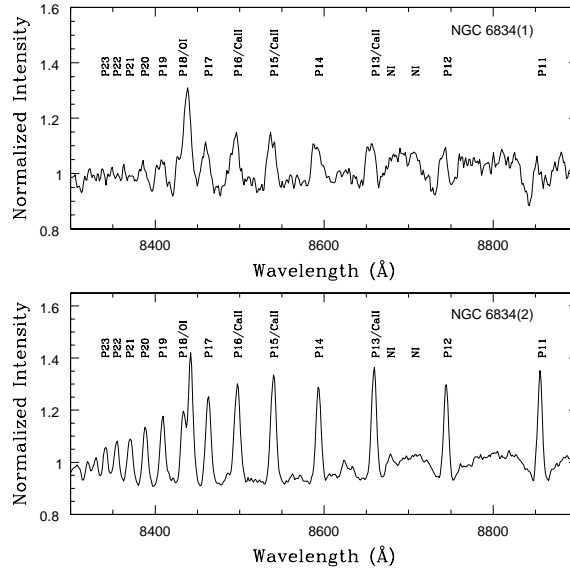 NGC 6834(1)
P23 P22 P21 P20 P19 P18/OI P17 P16/CaII P15/CaII P14 P13/CaII NI NI P12 P11
Normalized Intensity
1.6
1.4
1.2
1
0.8
8400 8600 8800
Wavelength (Å)
NGC 6834(2)
P23 P22 P21 P20 P19 P18/OI P17 P16/CaII P15/CaII P14 P13/CaII NI NI P12 P11
Normalized Intensity
1.6
1.4
1.2
1
0.8
8400 8600 8800
Wavelength (Å)